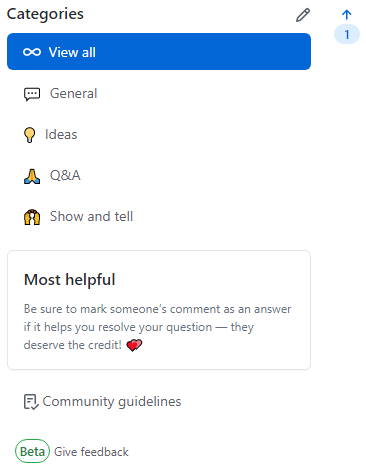 Categories
1
View all
General
Ideas
Q&A
Show and tell
Most helpful
Be sure to mark someone's comment as an answer
if it helps you resolve your question — they
deserve the credit!
Community guidelines
Beta Give feedback